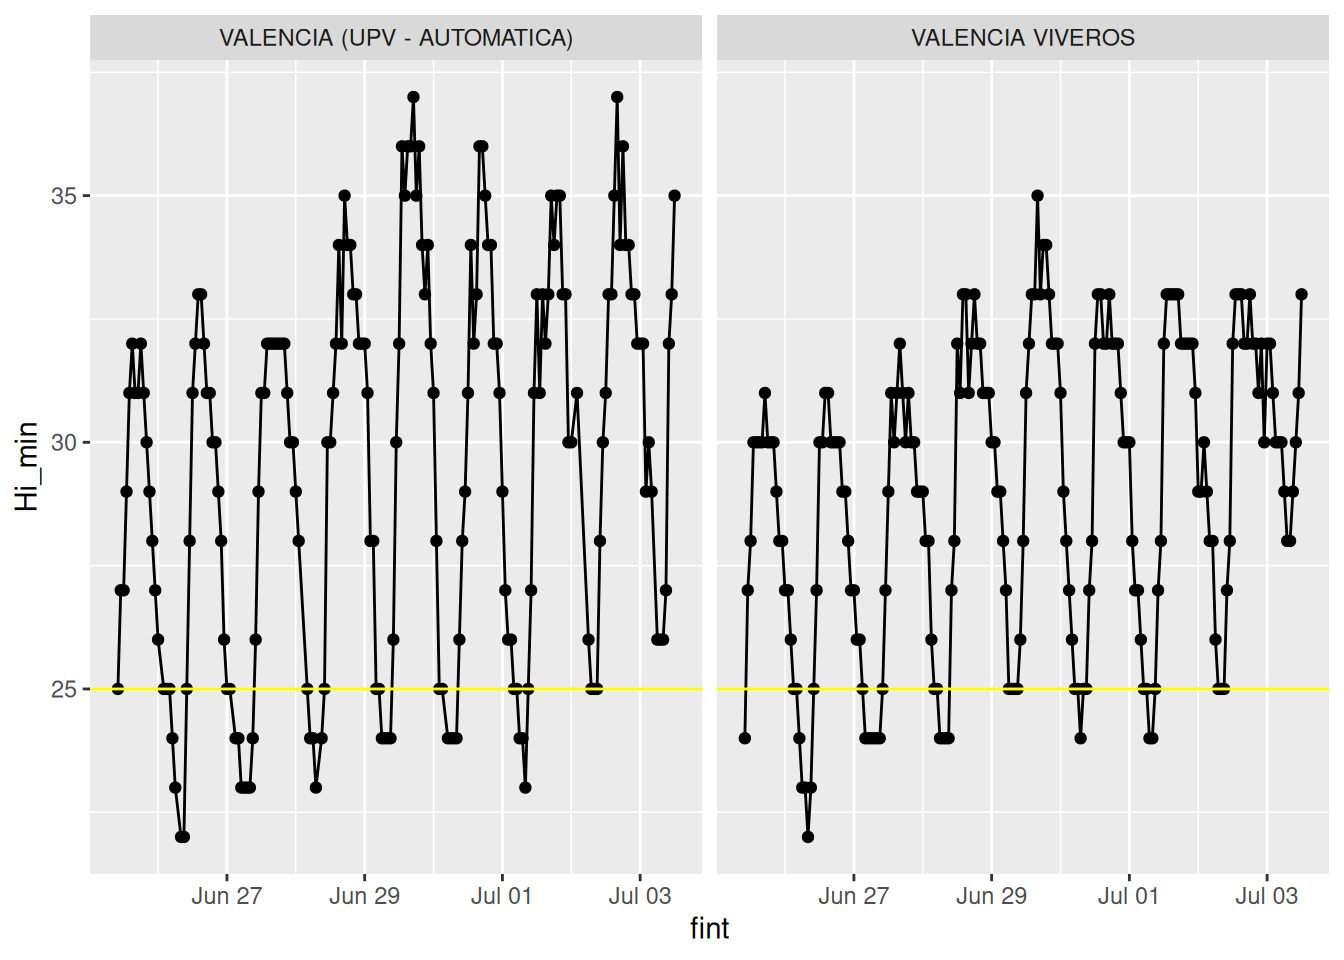 VALENCIA (UPV - AUTOMATICA)
VALENCIA VIVEROS
Hi_min
35
30
25
Jun 27
Jun 29
Jul 01
Jul 03
Jun 27
Jun 29
Jul 01
Jul 03
fint